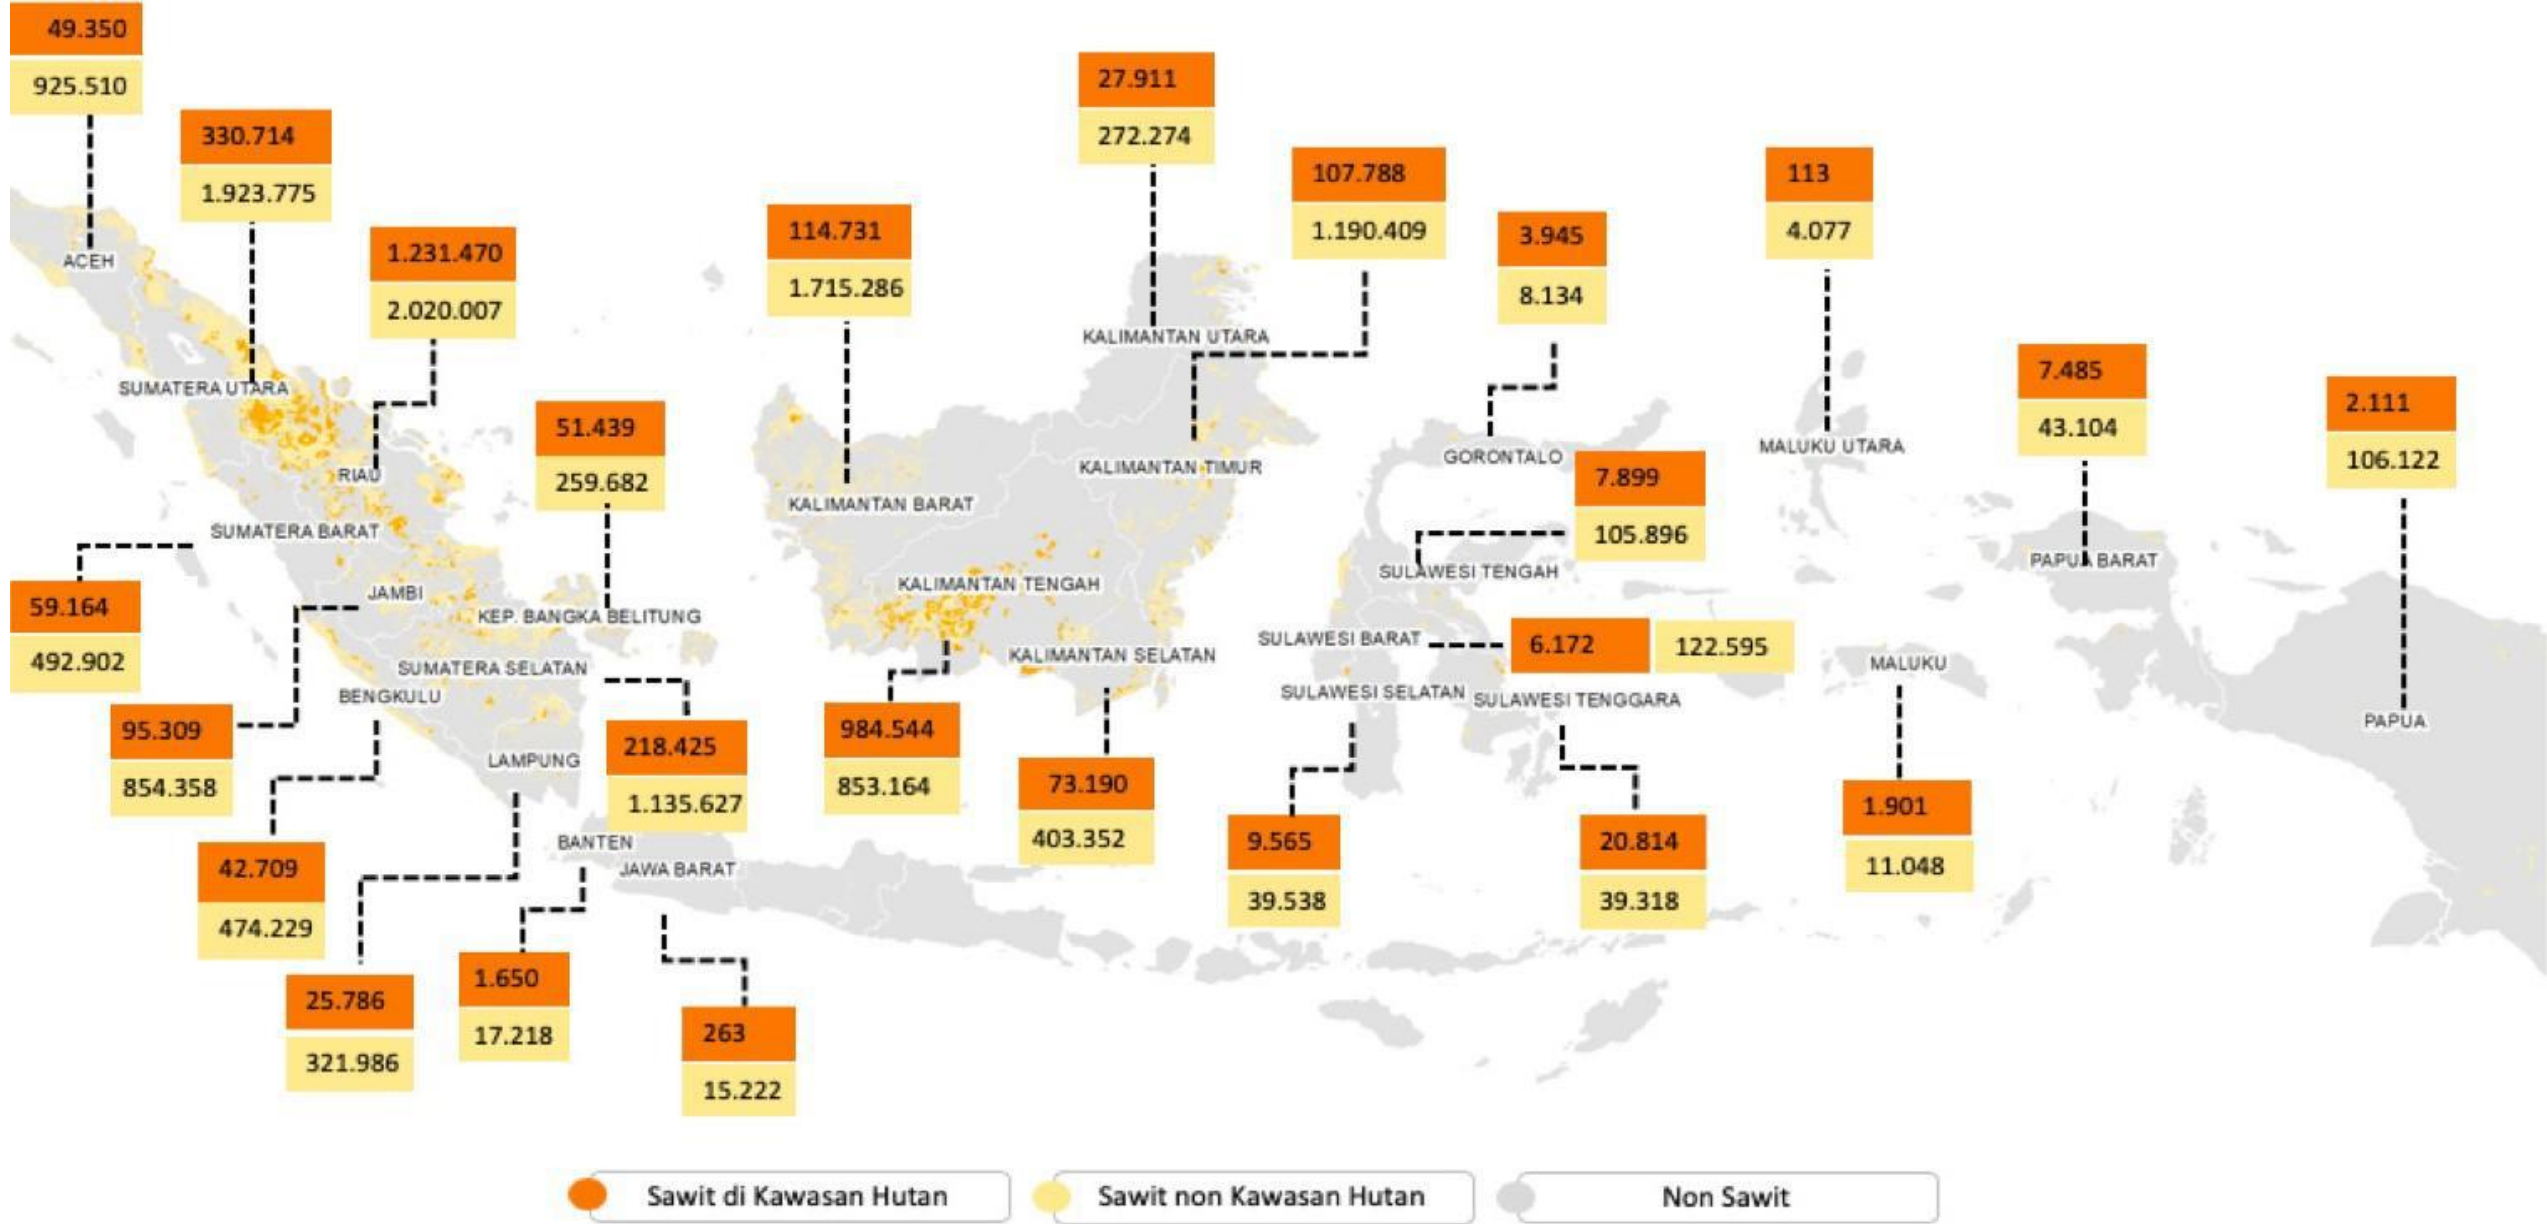 49.350
925.510
330.714
1.923.775
1.231.470
2.020.007
27.911
272.274
107.788
1.190.409
114.731
1.715.286
3.945
8.134
113
4.077
7.485
43.104
2.111
106.122
ACEH
SUMATERA UTARA
KALIMANTAN UTARA
51.439
259.682
RIAU
KALIMANTAN BARAT
KALIMANTAN TIMUR
GORONTALO
MALUKU UTARA
7.899
105.896
SUMATERA BARAT
SULAWESI TENGAH
PAPUA BARAT
59.164
492.902
JAMBI
KEP. BANGKA BELITUNG
KALIMANTAN TENGAH
SULAWESI BARAT
6.172
122.595
KALIMANTAN SELATAN
MALUKU
SUMATERA SELATAN
BENGKULU
SULAWESI SELATAN
SULAWESI TENGGARA
PAPUA
95.309
854.358
218.425
1.135.627
984.544
853.164
LAMPUNG
73.190
403.352
BANTEN
JAWA BARAT
42.709
474.229
9.565
39.538
20.814
39.318
1.901
11.048
25.786
321.986
1.650
17.218
263
15.222
Sawit di Kawasan Hutan
Sawit non Kawasan Hutan
Non Sawit